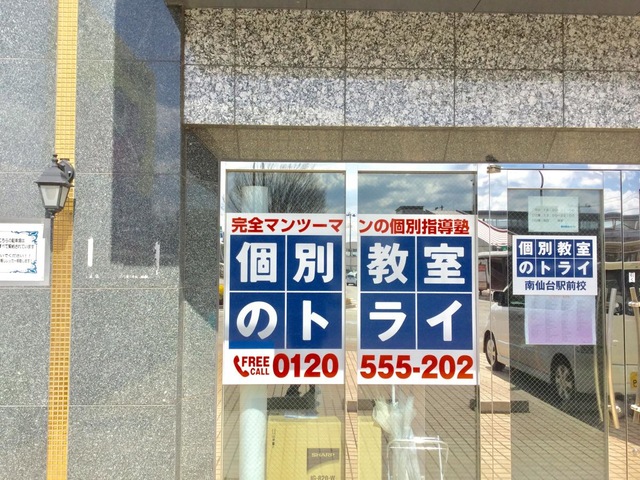 完全マンツーマンの個別指導塾
個別教室
のトライ
FREE CALL 0120 555-202
個別教室
のトライ
南仙台駅前校
SHARP